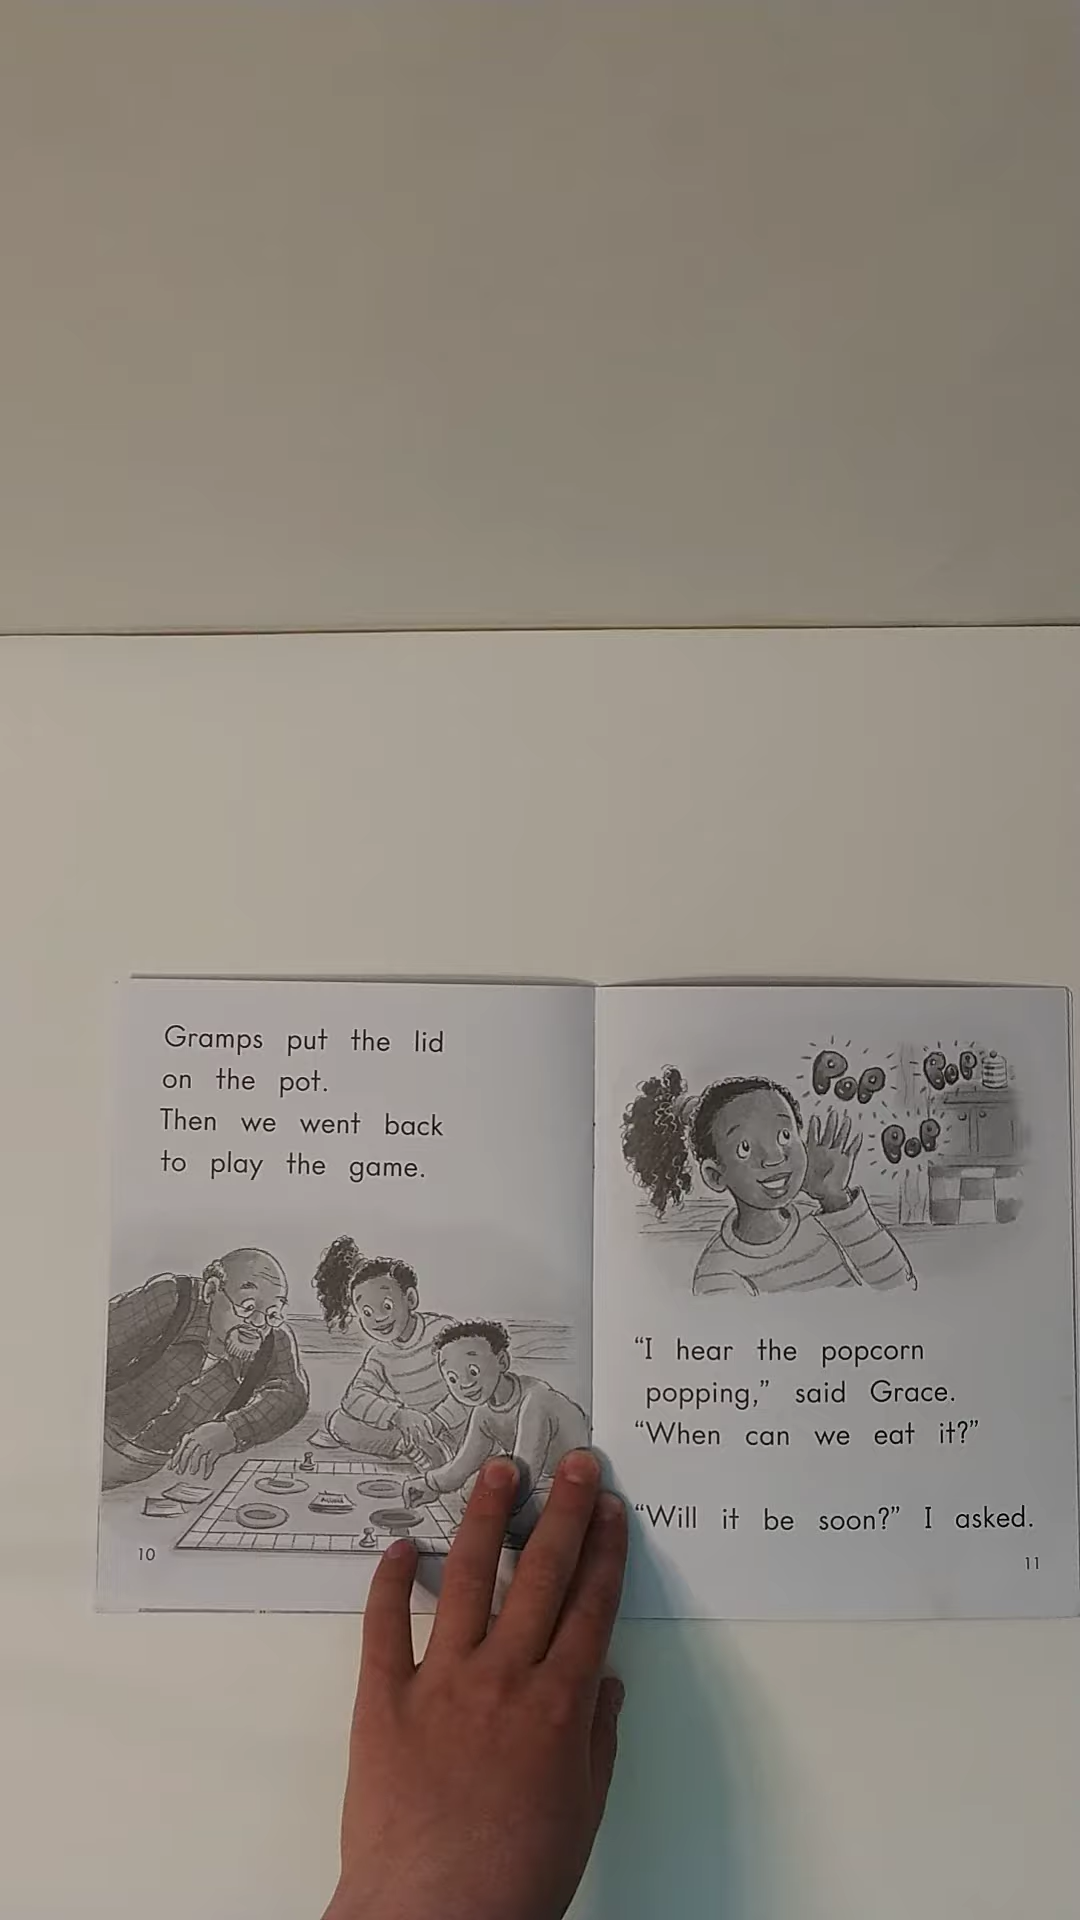 Gramps put the lid
on the pot.
Then we went back
to play the game.
10
Pop Pop
Pop
"I hear the popcorn
popping," said Grace.
"When can we eat it?"
"Will it be soon?" I asked.
11